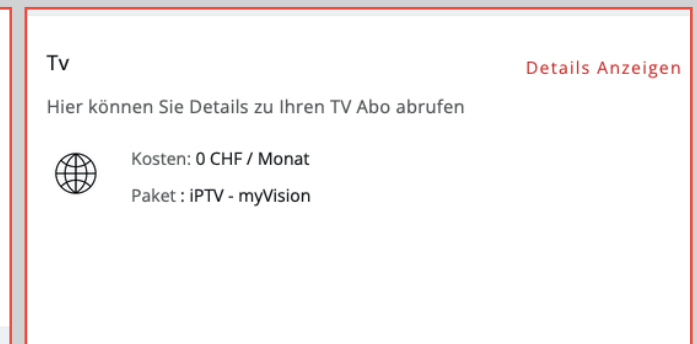 Tv
Details Anzeigen
Hier können Sie Details zu Ihren TV Abo abrufen
Kosten: 0 CHF / Monat
Paket : iPTV - myVision